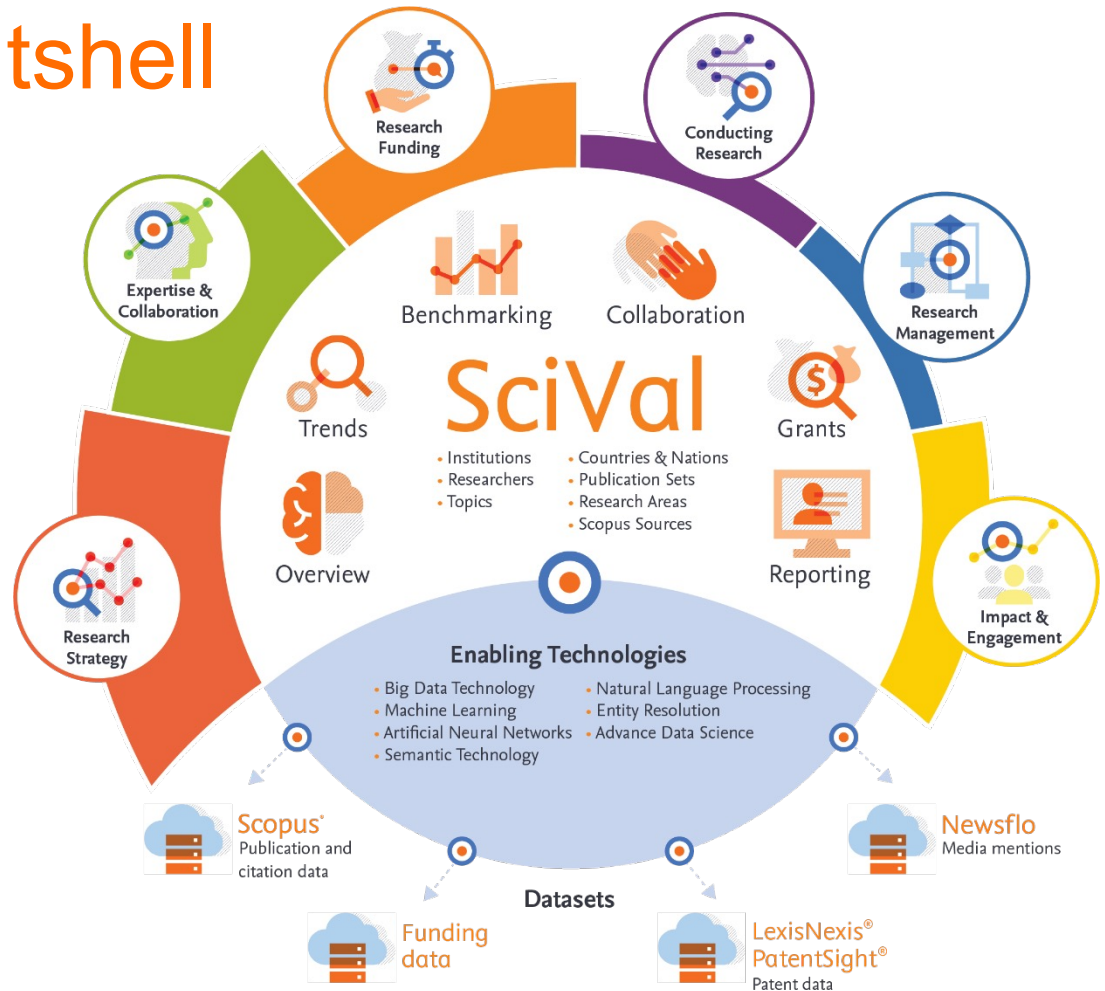 tshell
Research
Funding
Conducting
Research
Expertise &
Collaboration
Research
Management
Benchmarking
Collaboration
Trends
SciVal
Grants
$
• Institutions
• Researchers
• Topics
• Countries & Nations
• Publication Sets
• Research Areas
• Scopus Sources
Overview
Reporting
Research
Strategy
Impact &
Engagement
Enabling Technologies
• Big Data Technology
• Machine Learning
• Artificial Neural Networks
• Semantic Technology
• Natural Language Processing
• Entity Resolution
• Advance Data Science
Scopus®
Publication and
citation data
Newsflo
Media mentions
Datasets
Funding
data
LexisNexis®
PatentSight®
Patent data